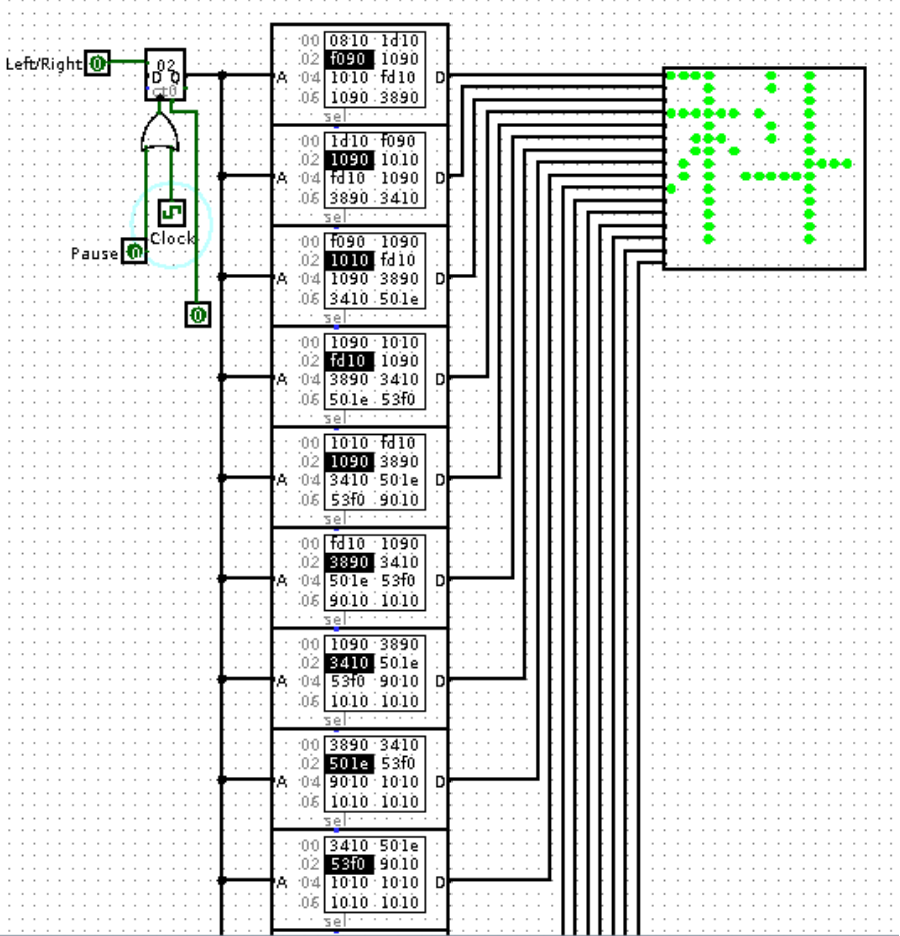 Left/Right 0
02
D Q
ct0
Clock
Pause 0
0
00 0810 1d10
02 f090 1090
A 04 1010 fd10 D
06 1090 3890
sel
00 1d10 f090
02 1090 1010
A 04 fd10 1090 D
06 3890 3410
sel
00 f090 1090
02 1010 fd10
A 04 1090 3890 D
06 3410 501e
sel
00 1090 1010
02 fd10 1090
A 04 3890 3410 D
06 501e 53f0
sel
00 1010 fd10
02 1090 3890
A 04 3410 501e D
06 53f0 9010
sel
00 fd10 1090
02 3890 3410
A 04 501e 53f0 D
06 9010 1010
sel
00 1090 3890
02 3410 501e
A 04 53f0 9010 D
06 1010 1010
sel
00 3890 3410
02 501e 53f0
A 04 9010 1010 D
06 1010 1010
sel
00 3410 501e
02 53f0 9010
A 04 1010 1010 D
06 1010 1010
sel
科